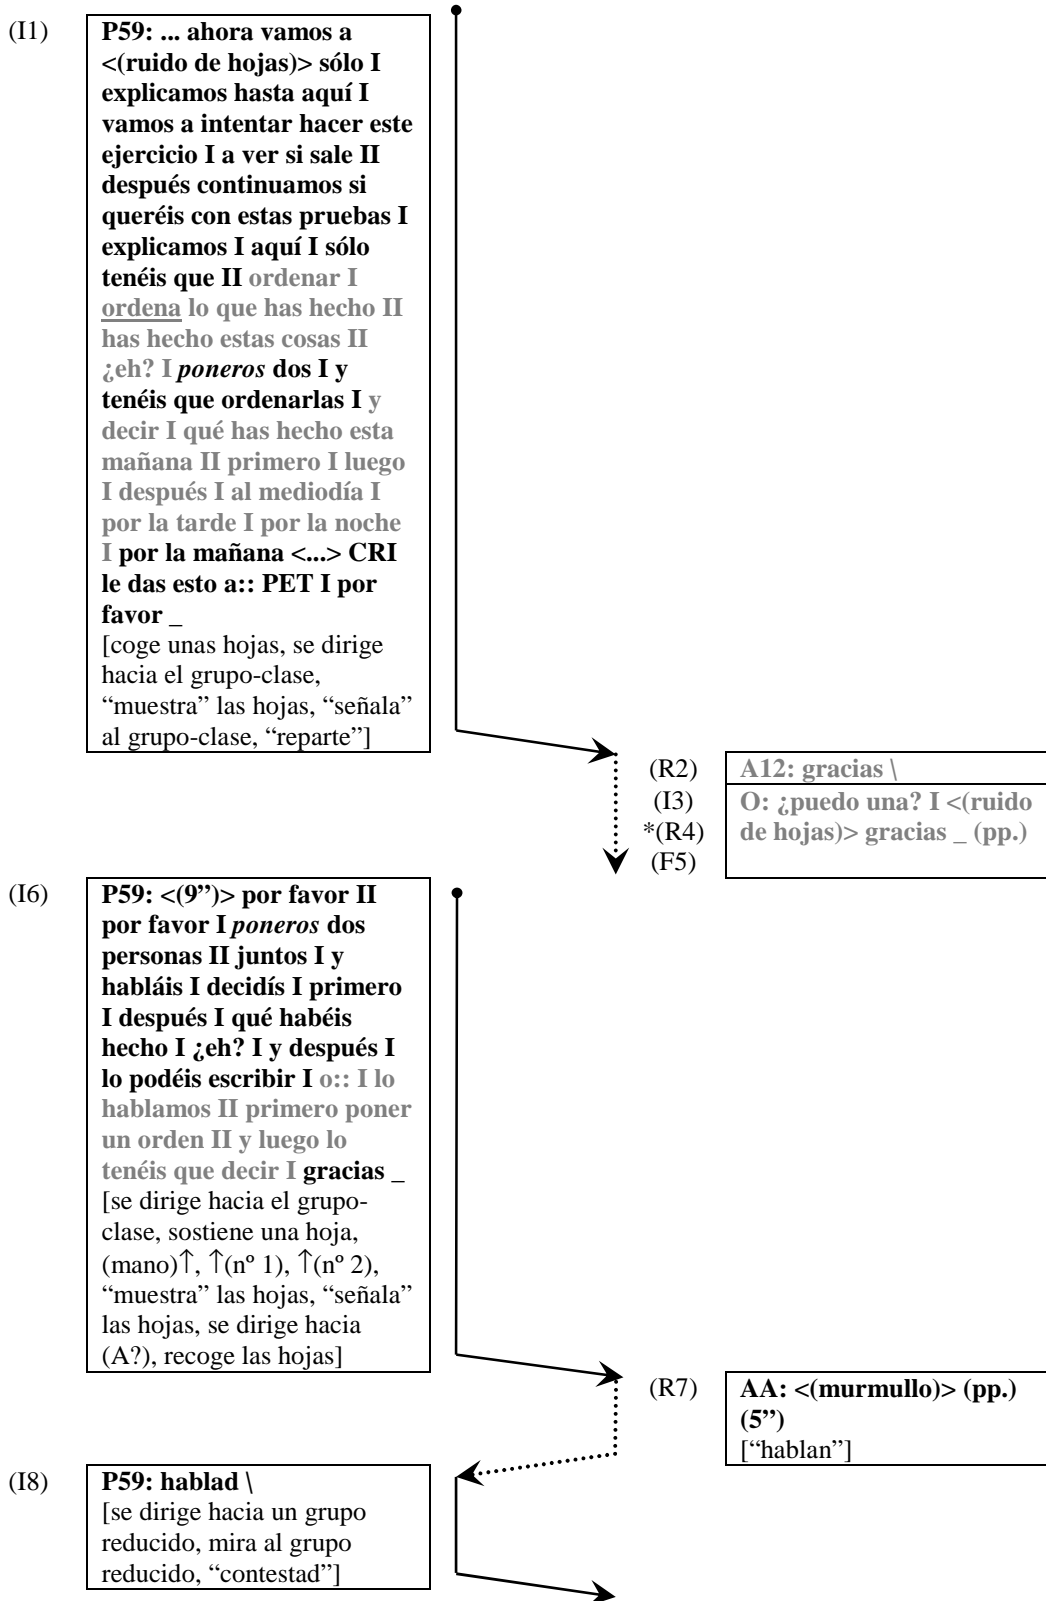 (I1)
P59: ... ahora vamos a
<(ruido de hojas)> sólo I
explicamos hasta aquí I
vamos a intentar hacer este
ejercicio I a ver si sale II
después continuamos si
queréis con estas pruebas I
explicamos I aquí I sólo
tenéis que II ordenar I
ordena lo que has hecho II
has hecho estas cosas II
¿eh? I poneros dos I y
tenéis que ordenarlas I y
decir I qué has hecho esta
mañana II primero I luego
I después I al mediodía I
por la tarde I por la noche
I por la mañana <...> CRI
le das esto a:: PET I por
favor _
[coge unas hojas, se dirige
hacia el grupo-clase,
“muestra” las hojas, “señala”
al grupo-clase, “reparte”]
(R2) A12: gracias \
(I3) O: ¿puedo una? I <(ruido
*(R4) de hojas)> gracias _ (pp.)
(F5)
(I6)
P59: <(9”)> por favor II
por favor I poneros dos
personas II juntos I y
habláis I decidís I primero
I después I qué habéis
hecho I ¿eh? I y después I
lo podéis escribir I o:: I lo
hablamos II primero poner
un orden II y luego lo
tenéis que decir I gracias _
[se dirige hacia el grupo-
clase, sostiene una hoja,
(mano)↑, ↑(nº 1), ↑(nº 2),
“muestra” las hojas, “señala”
las hojas, se dirige hacia
(A?), recoge las hojas]
(R7) AA: <(murmullo)> (pp.)
(5”)
[“hablan”]
(I8) P59: hablad \
[se dirige hacia un grupo
reducido, mira al grupo
reducido, “contestad”]